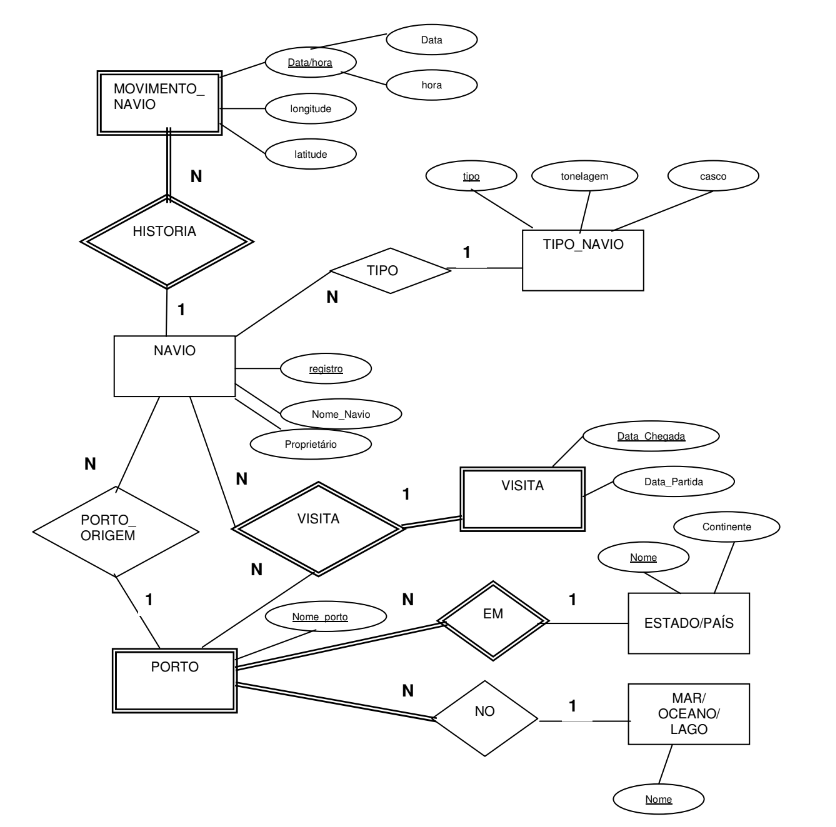 Data
Data/hora
MOVIMENTO_
NAVIO
hora
longitude
latitude
N
tipo
tonelagem
casco
HISTORIA
TIPO_NAVIO
1
TIPO
N
1
NAVIO
registro
Nome_Navio
Proprietário
Data_Chegada
N
N
1
VISITA
Data_Partida
PORTO_
ORIGEM
VISITA
Continente
Nome
N
1
N
1
Nome_porto
EM
ESTADO/PAÍS
PORTO
N
1
NO
MAR/
OCEANO/
LAGO
Nome